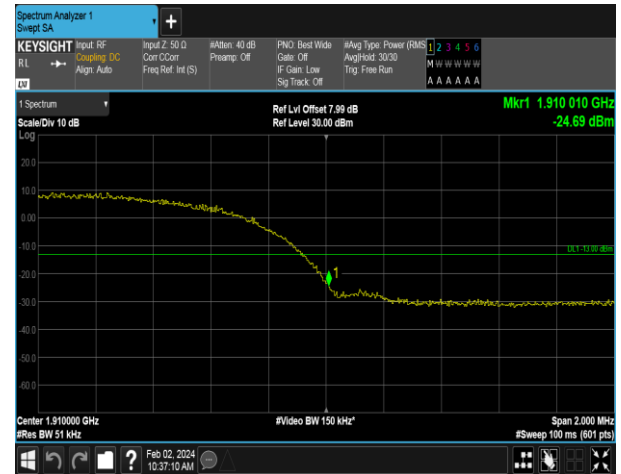 Spectrum Analyzer 1
Swept SA
+
KEYSIGHT
RL
Input: RF
Coupling: DC
Align: Auto
Input Z: 50 Ω
Corr CCorr
Freq Ref: Int (S)
#Atten: 40 dB
Preamp: Off
PNO: Best Wide
Gate: Off
IF Gain: Low
Sig Track: Off
#Avg Type: Power (RMS
Avg|Hold: 30/30
Trig: Free Run
1 2 3 4 5 6
M W W W W W
A A A A A A
LXI
1 Spectrum
Scale/Div 10 dB
Log
Ref Lvl Offset 7.99 dB
Ref Level 30.00 dBm
Mkr1 1.910 010 GHz
-24.69 dBm
20.0
10.0
0.00
-10.0
DL1 -13.00 dBm
-20.0
1
-30.0
-40.0
-50.0
-60.0
Center 1.910000 GHz
#Res BW 51 kHz
#Video BW 150 kHz*
Span 2.000 MHz
#Sweep 100 ms (601 pts)
?
Feb 02, 2024
10:37:10 AM